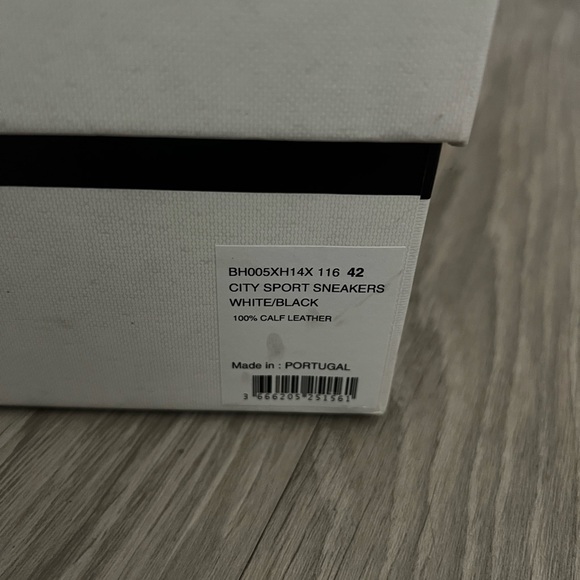 BH005XH14X 116 42
CITY SPORT SNEAKERS
WHITE/BLACK
100% CALF LEATHER
Made in : PORTUGAL
3 666205 251561